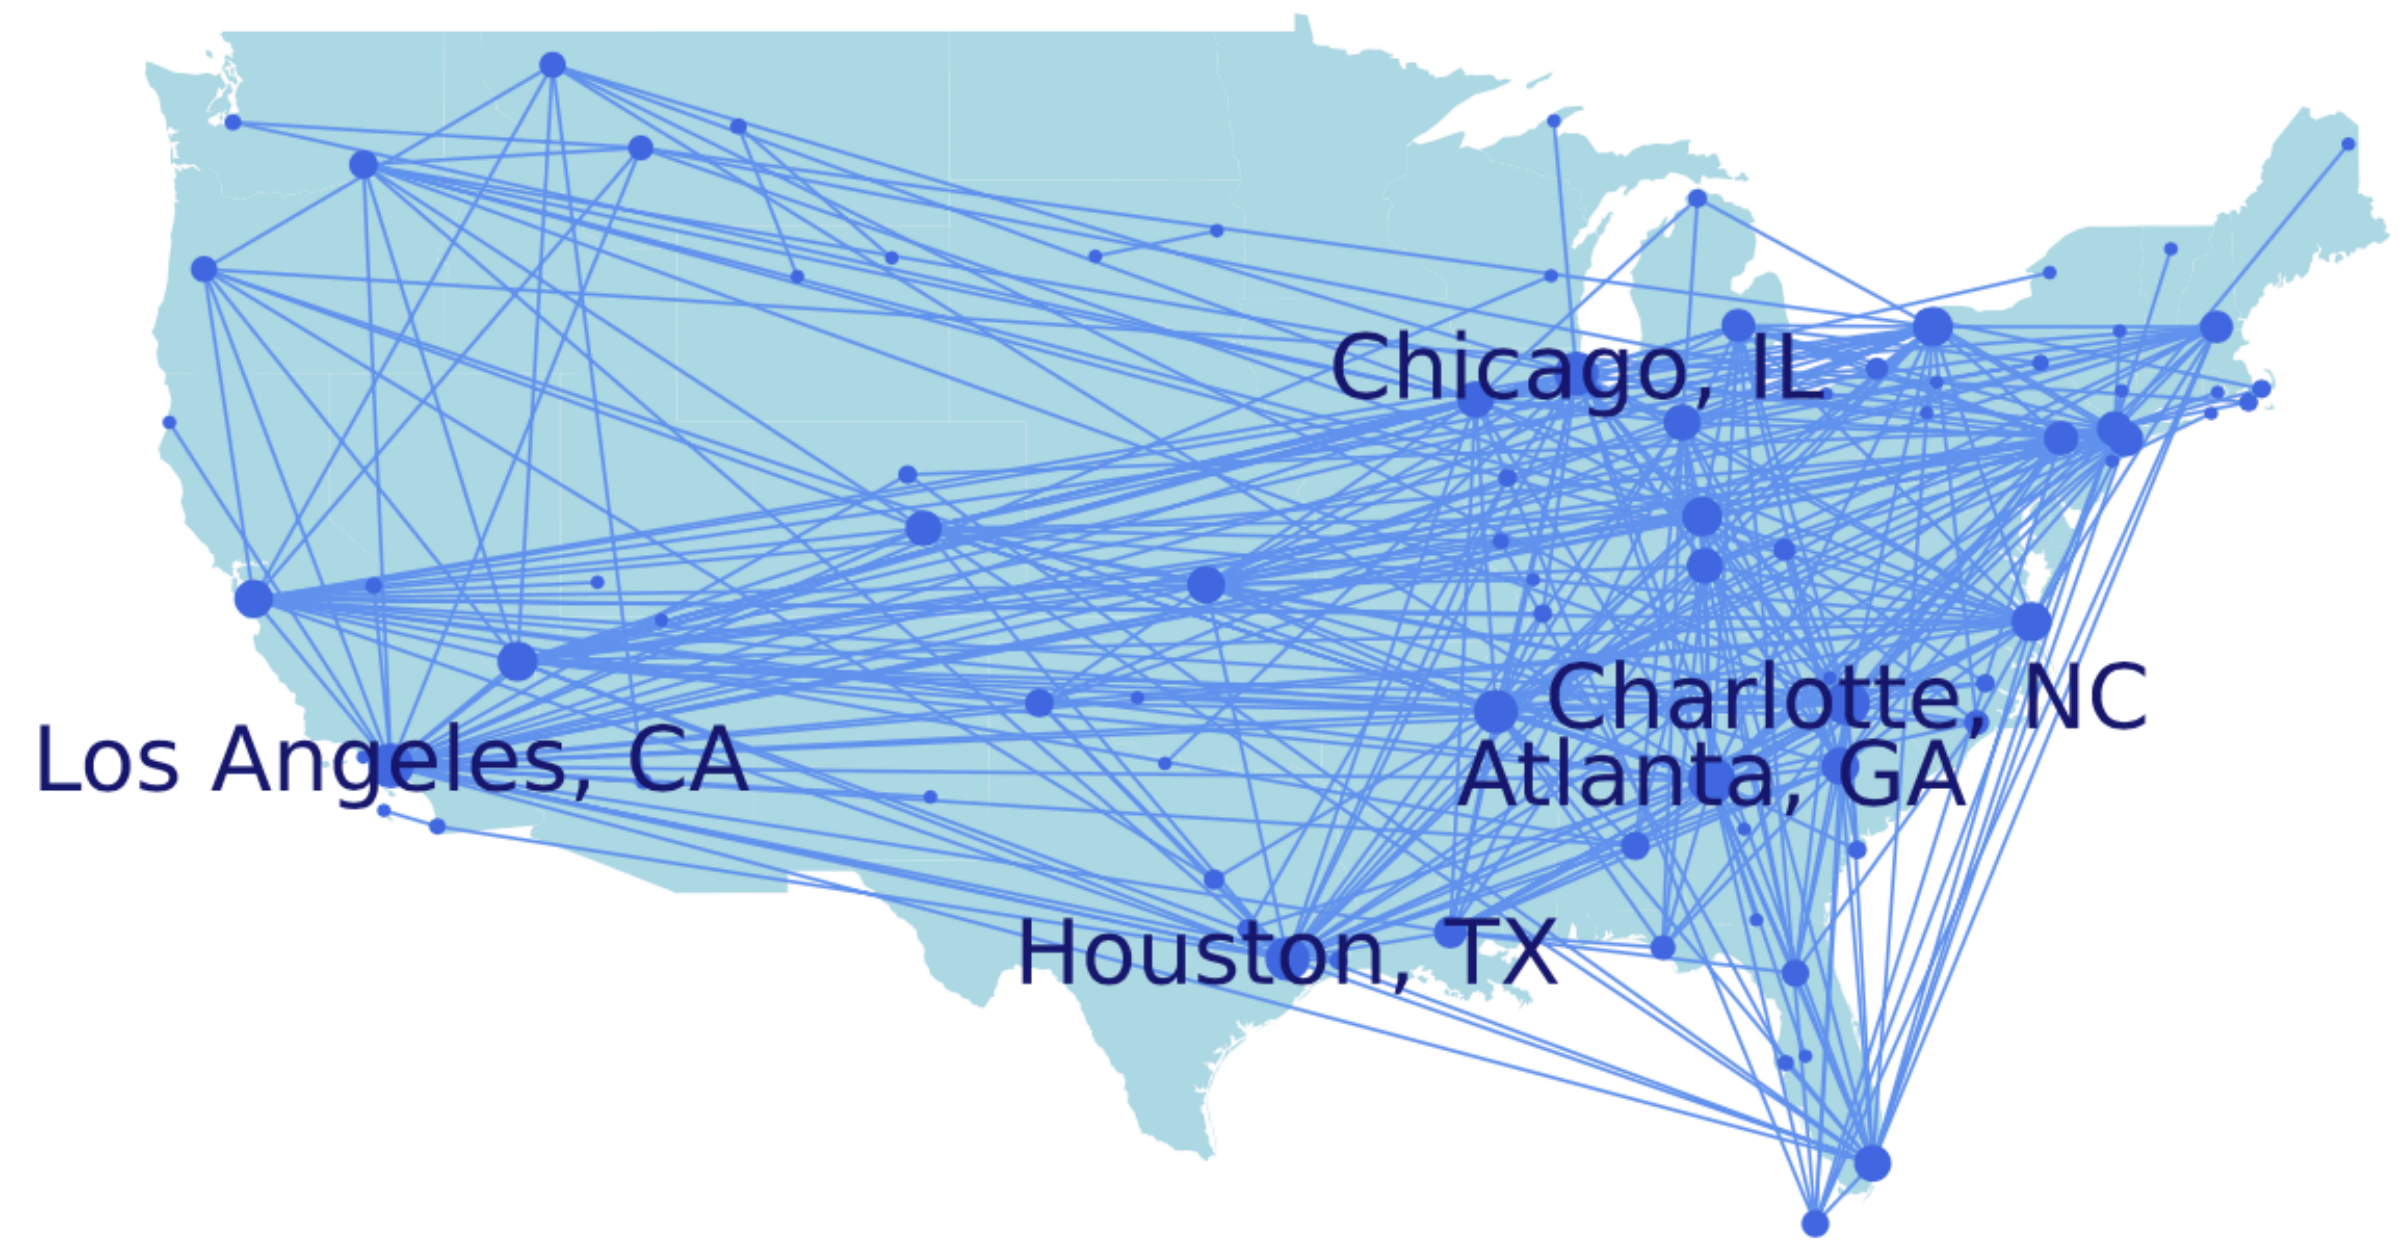 Chicago, IL
Charlotte, NC
Los Angeles, CA
Atlanta, GA
Houston, TX